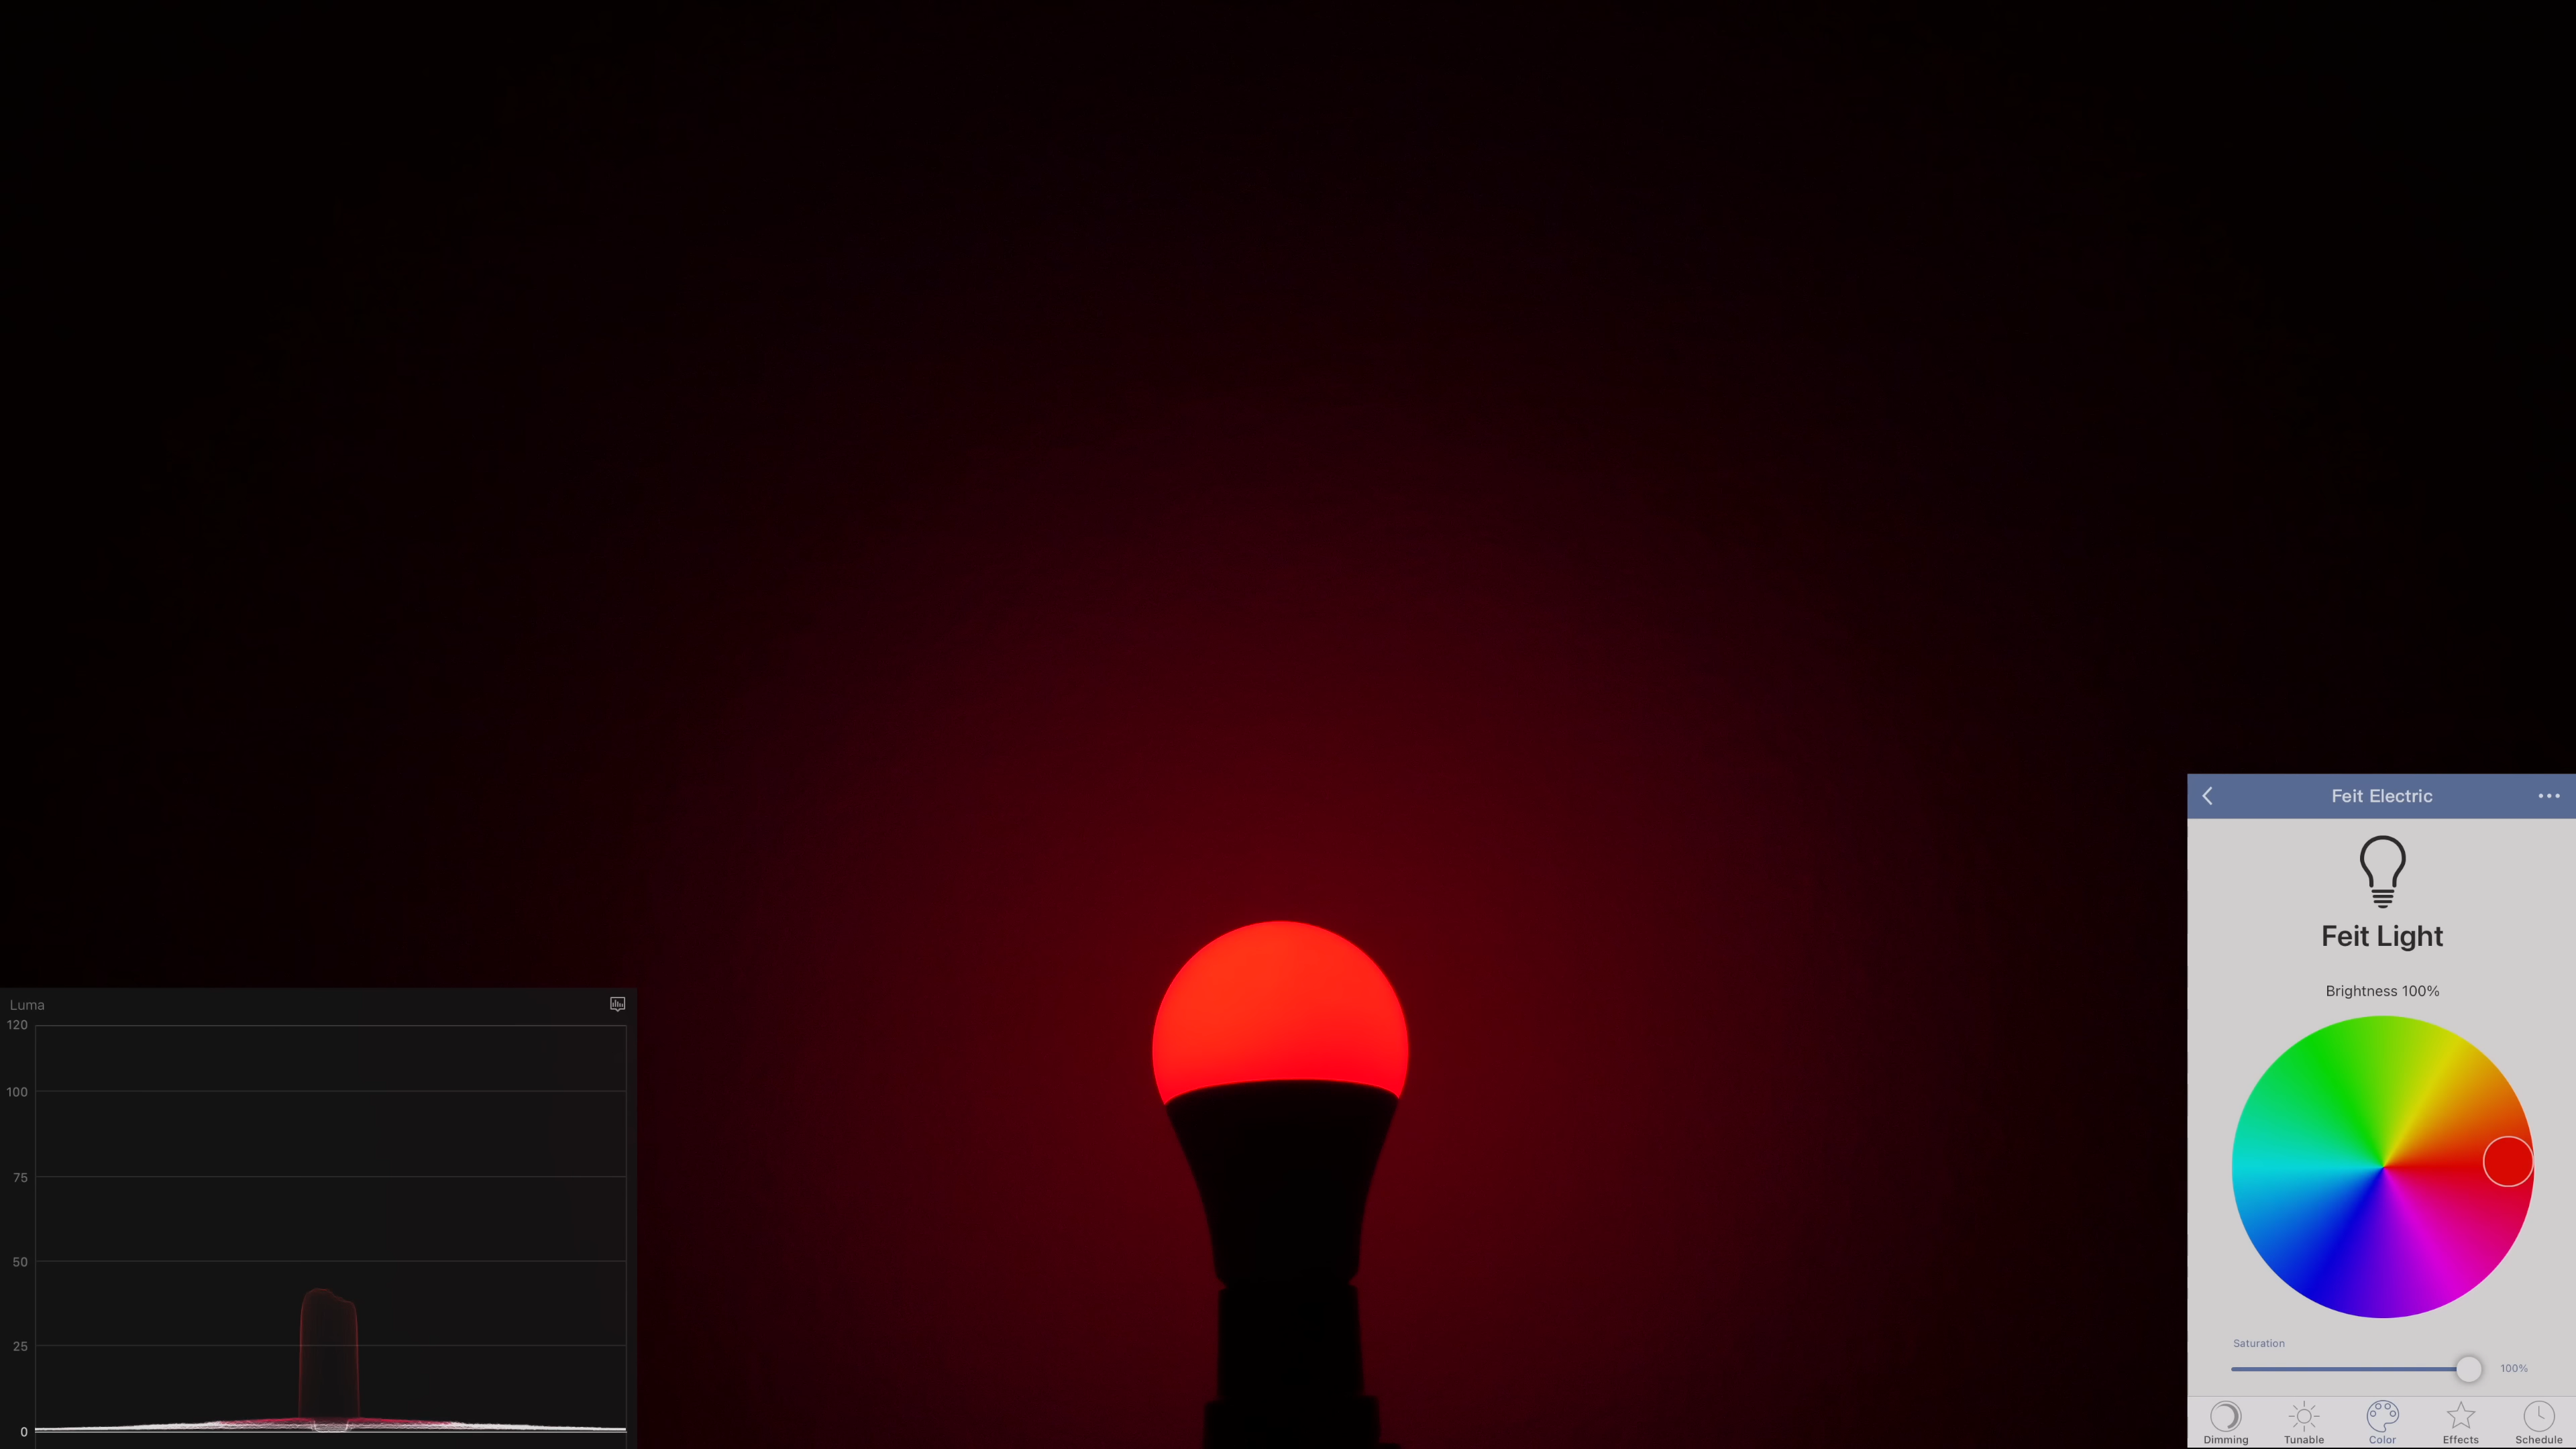 Feit Electric
Feit Light
Brightness 100%
Luma
120
100
75
50
25
0
Saturation
100%
Dimming Tunable Color Effects Schedule